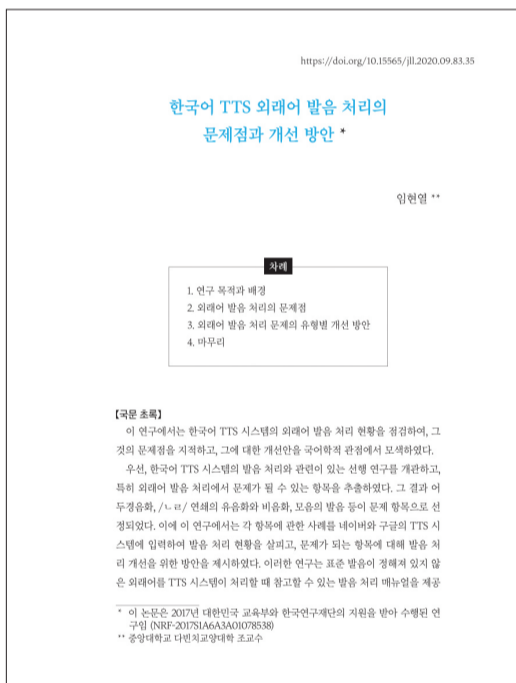 https://doi.org/10.15565/jll.2020.09.83.35
한국어 TTS 외래어 발음 처리의
문제점과 개선 방안 *
임현열 **
차례
1. 연구 목적과 배경
2. 외래어 발음 처리의 문제점
3. 외래어 발음 처리 문제의 유형별 개선 방안
4. 마무리
【국문 초록】
이 연구에서는 한국어 TTS 시스템의 외래어 발음 처리 현황을 점검하여, 그
것의 문제점을 지적하고, 그에 대한 개선안을 국어학적 관점에서 모색하였다.
우선, 한국어 TTS 시스템의 발음 처리와 관련이 있는 선행 연구를 개관하고,
특히 외래어 발음 처리에서 문제가 될 수 있는 항목을 추출하였다. 그 결과 어
두경음화, /ㄴㄹ/ 연쇄의 유음화와 비음화, 모음의 발음 등이 문제 항목으로 선
정되었다. 이에 이 연구에서는 각 항목에 관한 사례를 네이버와 구글의 TTS 시
스템에 입력하여 발음 처리 현황을 살피고, 문제가 되는 항목에 대해 발음 처
리 개선을 위한 방안을 제시하였다. 이러한 연구는 표준 발음이 정해져 있지 않
은 외래어를 TTS 시스템이 처리할 때 참고할 수 있는 발음 처리 매뉴얼을 제공
* 이 논문은 2017년 대한민국 교육부와 한국연구재단의 지원을 받아 수행된 연
구임 (NRF-2017S1A6A3A01078538)
** 중앙대학교 다빈치교양대학 조교수